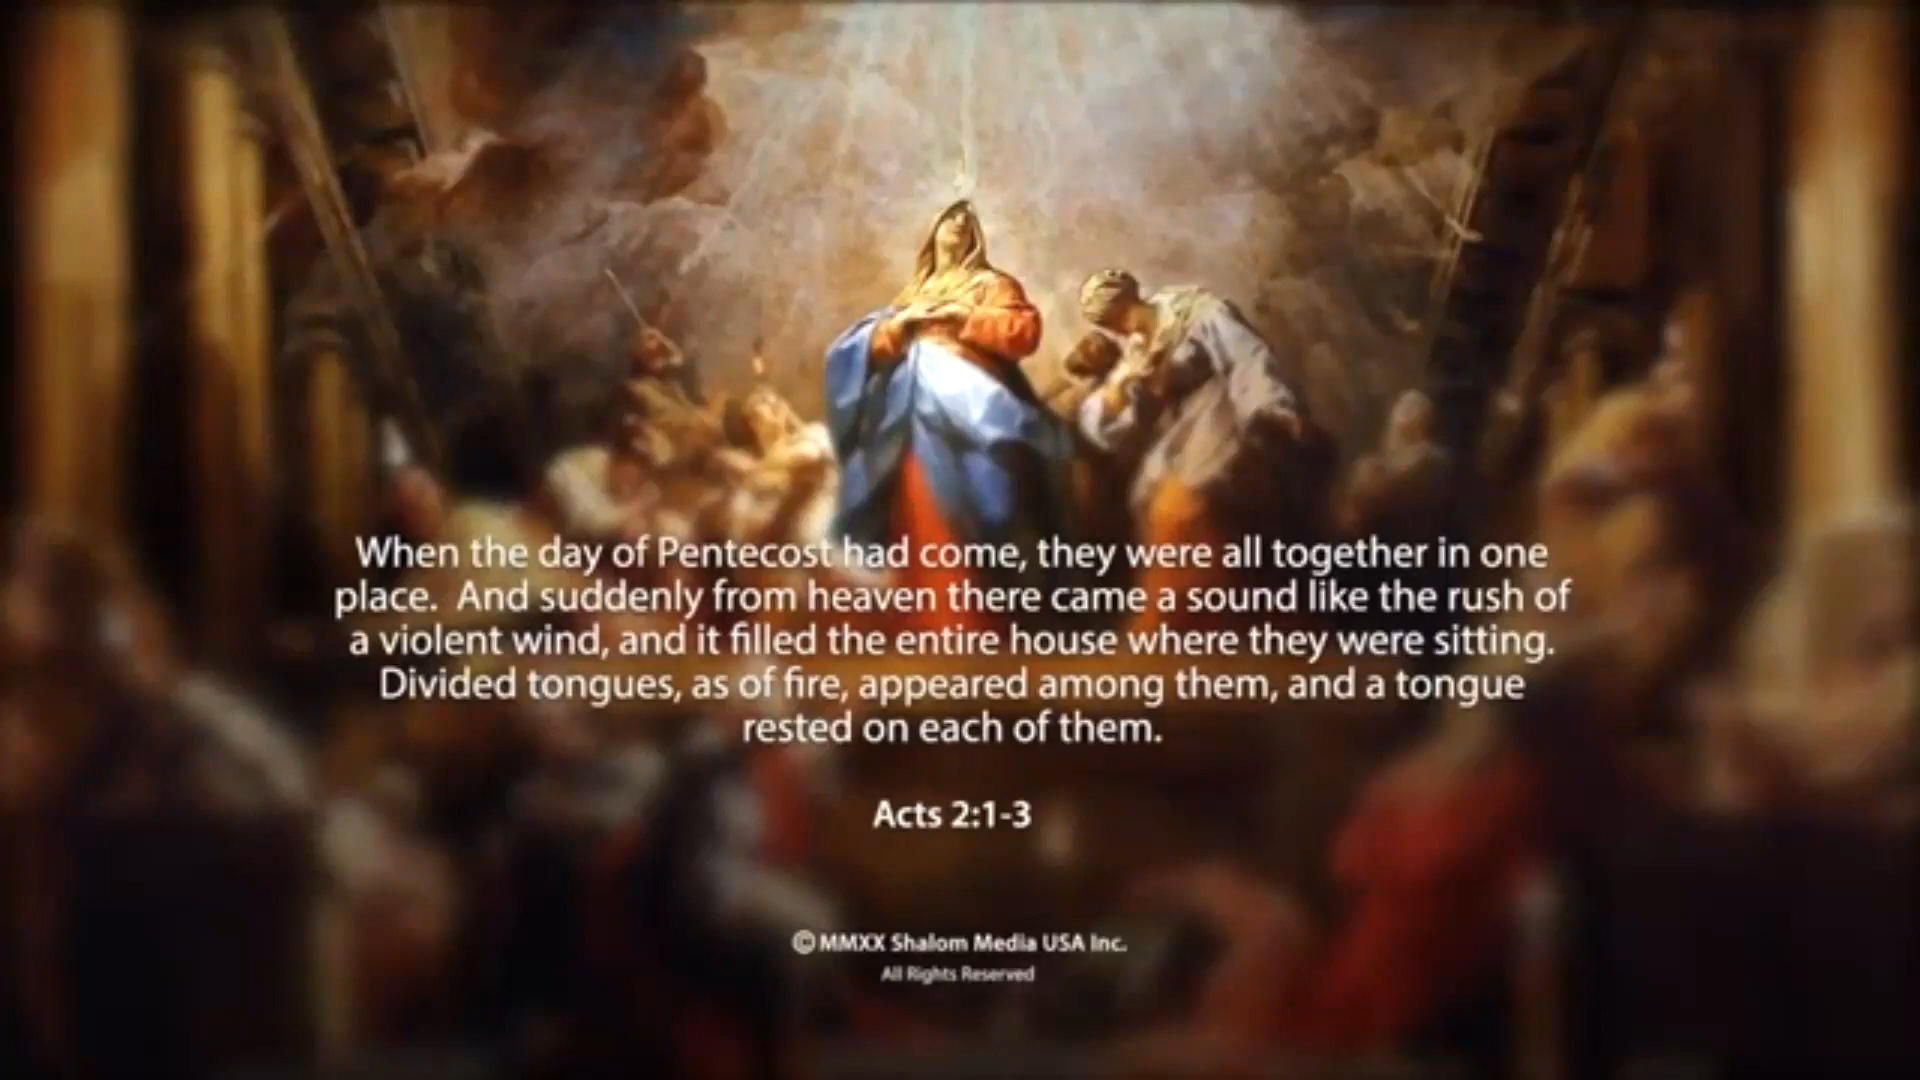 When the day of Pentecost had come, they were all together in one
place.  And suddenly from heaven there came a sound like the rush of
a violent wind, and it filled the entire house where they were sitting.
Divided tongues, as of fire, appeared among them, and a tongue
rested on each of them.
Acts 2:1-3
© MMXX Shalom Media USA Inc.
All Rights Reserved